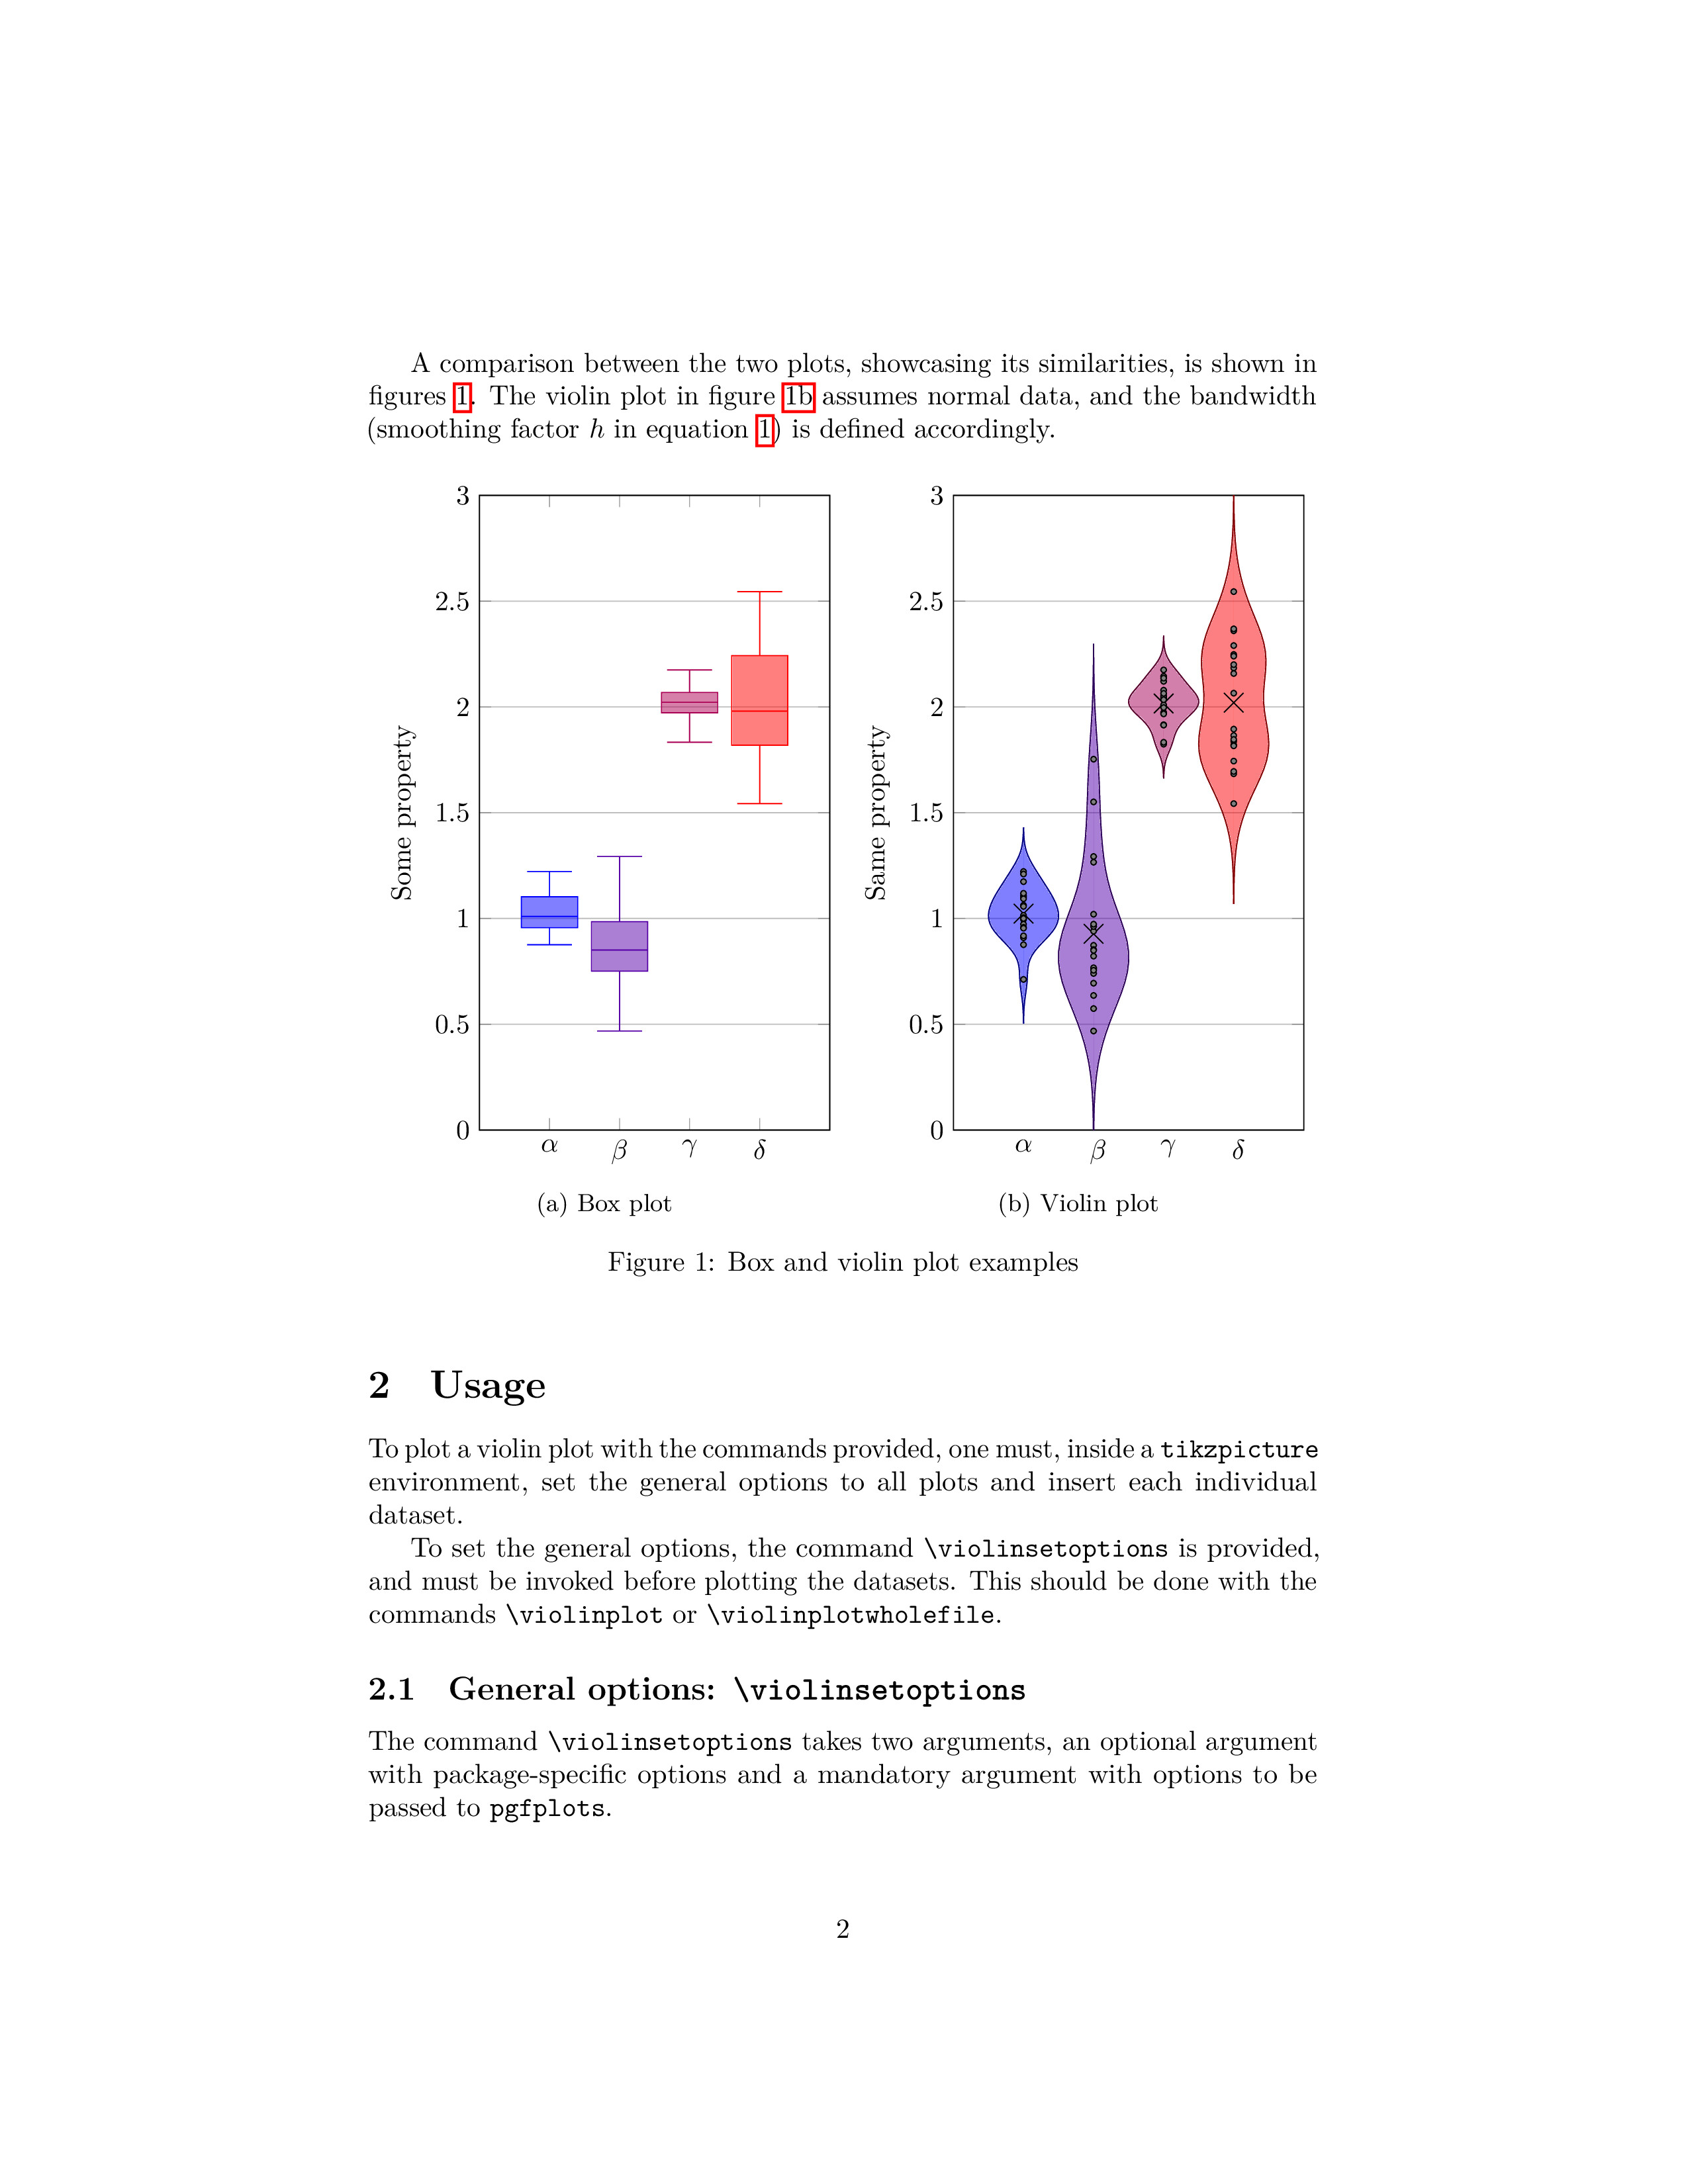 A comparison between the two plots, showcasing its similarities, is shown in
figures 1. The violin plot in figure 1b assumes normal data, and the bandwidth
(smoothing factor h in equation 1) is defined accordingly.
3
2.5
2
1.5
1
0.5
0
Some property
α β γ δ
(a) Box plot
3
2.5
2
1.5
1
0.5
0
Same property
α β γ δ
(b) Violin plot
Figure 1: Box and violin plot examples
2 Usage
To plot a violin plot with the commands provided, one must, inside a tikzpicture
environment, set the general options to all plots and insert each individual
dataset.
To set the general options, the command \violinsetoptions is provided,
and must be invoked before plotting the datasets. This should be done with the
commands \violinplot or \violinplotwholefile.
2.1 General options: \violinsetoptions
The command \violinsetoptions takes two arguments, an optional argument
with package-specific options and a mandatory argument with options to be
passed to pgfplots.
2